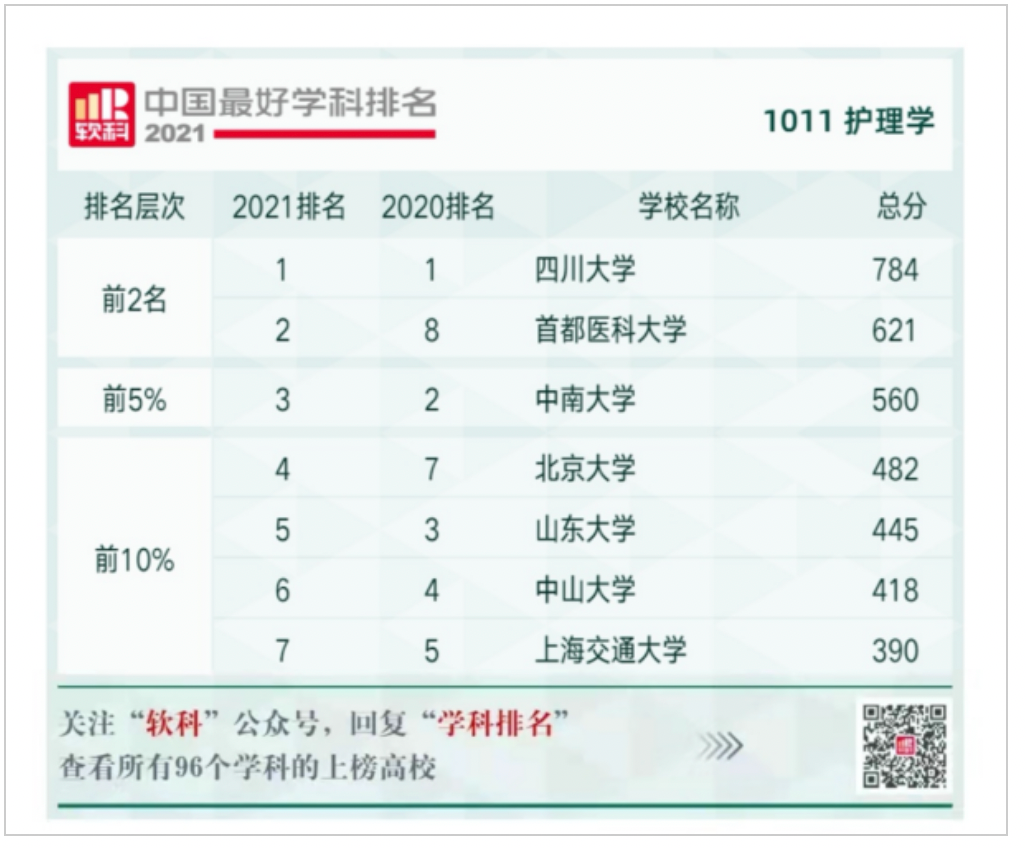 软科
中国最好学科排名
2021
1011 护理学
排名层次 2021排名 2020排名 学校名称 总分
前2名
1 1 四川大学 784
2 8 首都医科大学 621
前5% 3 2 中南大学 560
前10%
4 7 北京大学 482
5 3 山东大学 445
6 4 中山大学 418
7 5 上海交通大学 390
关注“软科”公众号，回复“学科排名”
查看所有96个学科的上榜高校